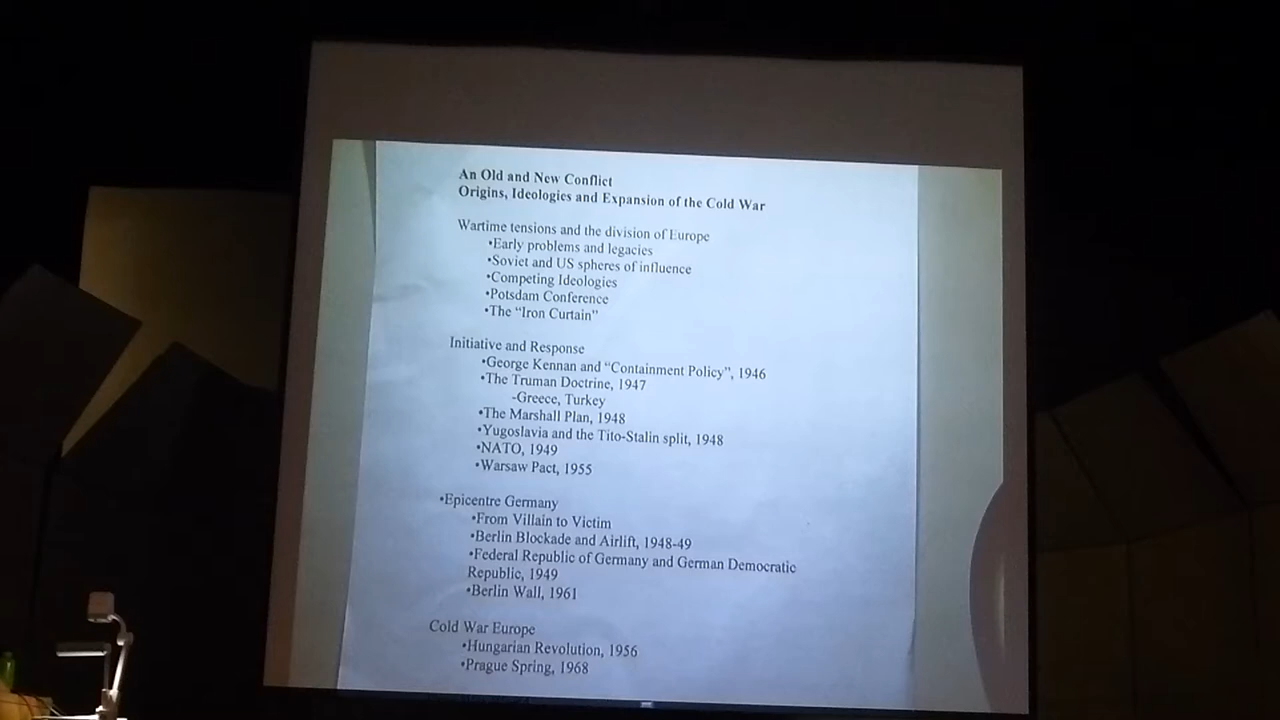 An Old and New Conflict
Origins, Ideologies and Expansion of the Cold War
Wartime tensions and the division of Europe
•Early problems and legacies
•Soviet and US spheres of influence
•Competing Ideologies
•Potsdam Conference
•The “Iron Curtain”
Initiative and Response
•George Kennan and “Containment Policy”, 1946
•The Truman Doctrine, 1947
-Greece, Turkey
•The Marshall Plan, 1948
•Yugoslavia and the Tito-Stalin split, 1948
•NATO, 1949
•Warsaw Pact, 1955
•Epicentre Germany
•From Villain to Victim
•Berlin Blockade and Airlift, 1948-49
•Federal Republic of Germany and German Democratic
Republic, 1949
•Berlin Wall, 1961
Cold War Europe
•Hungarian Revolution, 1956
•Prague Spring, 1968